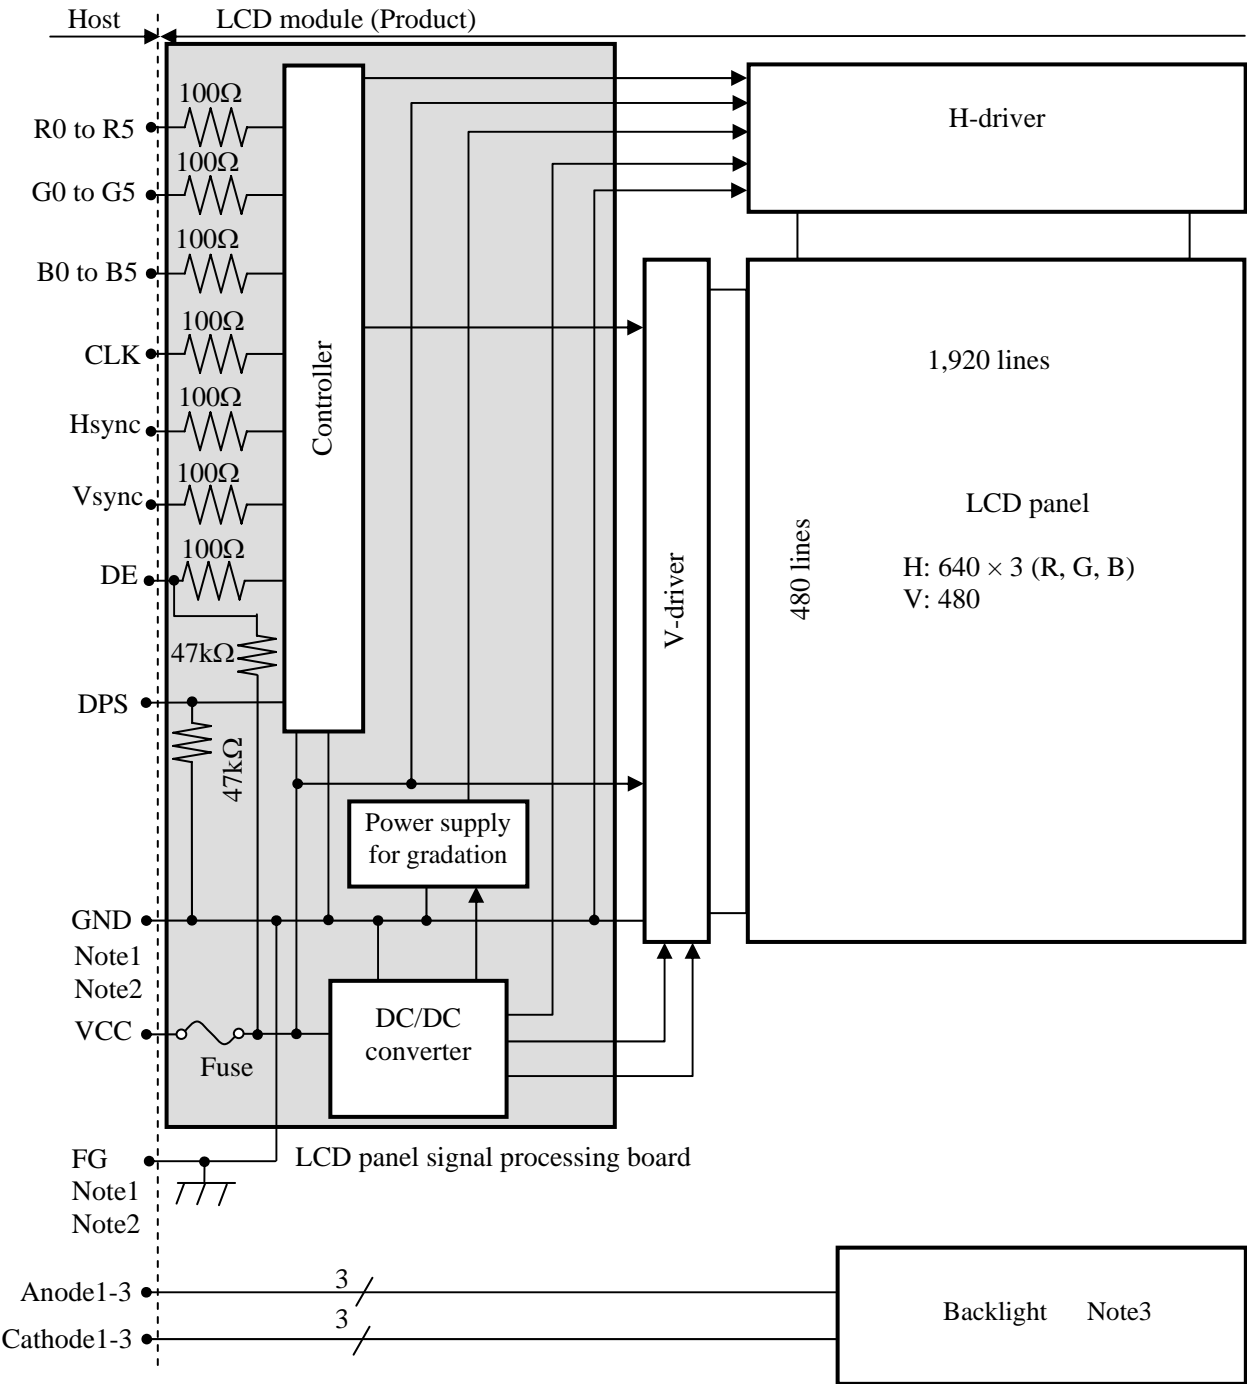 Host
LCD module (Product)
100Ω
R0 to R5
H-driver
100Ω
G0 to G5
100Ω
B0 to B5
100Ω
CLK
1,920 lines
Controller
100Ω
Hsync
100Ω
Vsync
LCD panel
480 lines
V-driver
100Ω
DE
H: 640 × 3 (R, G, B)
V: 480
47kΩ
DPS
47kΩ
Power supply
for gradation
GND
Note1
Note2
DC/DC
converter
VCC
Fuse
FG
LCD panel signal processing board
Note1
Note2
3
Anode1-3
3
Backlight Note3
Cathode1-3